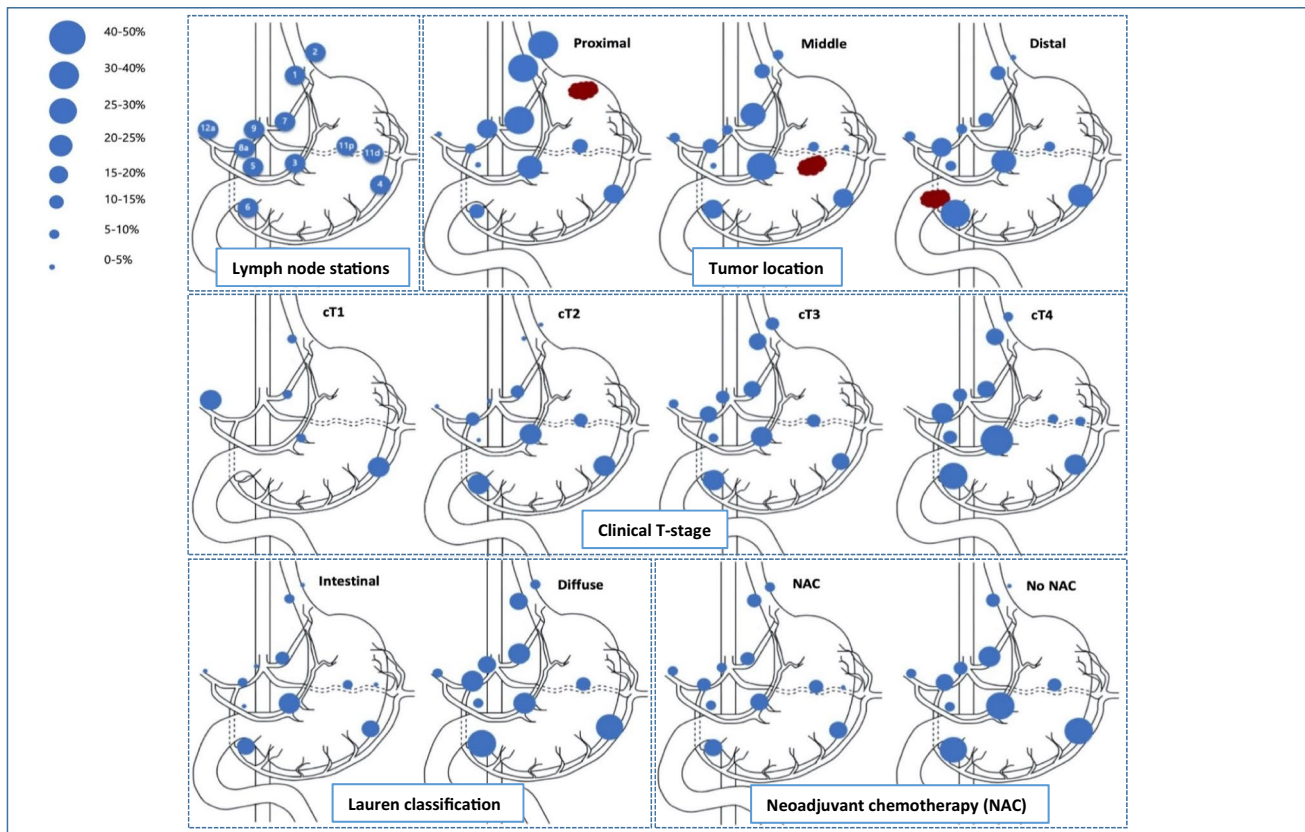 40-50%
30-40%
25-30%
20-25%
15-20%
10-15%
5-10%
0-5%
2
1
7
9
12a
8a
5
3
11p
11d
4
6
Lymph node stations
Proximal
Middle
Distal
Tumor location
cT1
cT2
cT3
cT4
Clinical T-stage
Intestinal
Diffuse
Lauren classification
NAC
No NAC
Neoadjuvant chemotherapy (NAC)